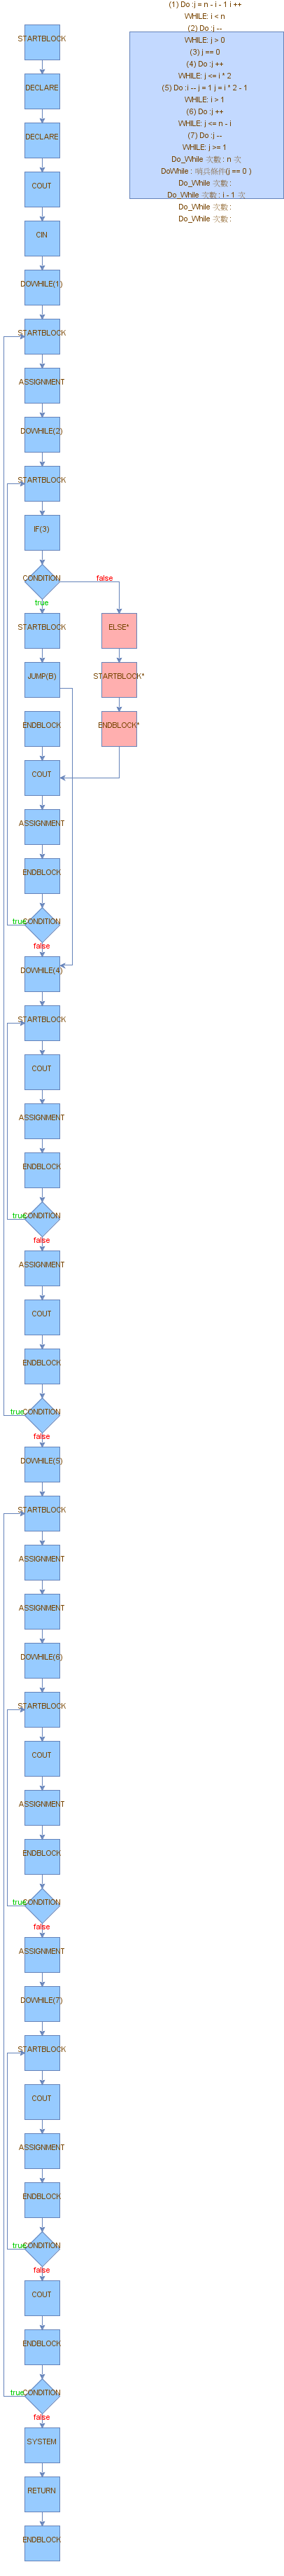 (1) Do :j = n - i - 1 i ++
WHILE: i < n
(2) Do :j --
WHILE: j > 0
(3) j == 0
(4) Do :j ++
WHILE: j <= i * 2
(5) Do :i -- j = 1 j = i * 2 - 1
WHILE: i > 1
(6) Do :j ++
WHILE: j <= n - i
(7) Do :j --
WHILE: j >= 1
Do_While 次數 : n 次
DoWhile : 哨兵條件(j == 0 )
Do_While 次數 :
Do_While 次數 : i - 1 次
Do_While 次數 :
Do_While 次數 :
STARTBLOCK
DECLARE
DECLARE
COUT
CIN
DOWHILE(1)
STARTBLOCK
ASSIGNMENT
DOWHILE(2)
STARTBLOCK
IF(3)
CONDITION
false
true
STARTBLOCK
ELSE*
JUMP(B)
STARTBLOCK*
ENDBLOCK
ENDBLOCK*
COUT
ASSIGNMENT
ENDBLOCK
true
CONDITION
false
DOWHILE(4)
STARTBLOCK
COUT
ASSIGNMENT
ENDBLOCK
true
CONDITION
false
ASSIGNMENT
COUT
ENDBLOCK
true
CONDITION
false
DOWHILE(5)
STARTBLOCK
ASSIGNMENT
ASSIGNMENT
DOWHILE(6)
STARTBLOCK
COUT
ASSIGNMENT
ENDBLOCK
true
CONDITION
false
ASSIGNMENT
DOWHILE(7)
STARTBLOCK
COUT
ASSIGNMENT
ENDBLOCK
true
CONDITION
false
COUT
ENDBLOCK
true
CONDITION
false
SYSTEM
RETURN
ENDBLOCK